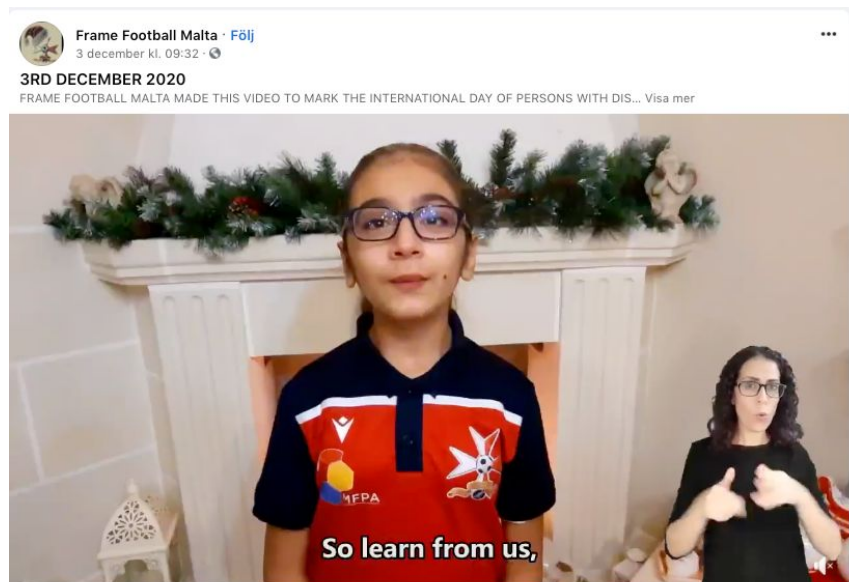 Frame Football Malta · Följ
3 december kl. 09:32 ·
3RD DECEMBER 2020
FRAME FOOTBALL MALTA MADE THIS VIDEO TO MARK THE INTERNATIONAL DAY OF PERSONS WITH DIS... Visa mer
MFPA
So learn from us,